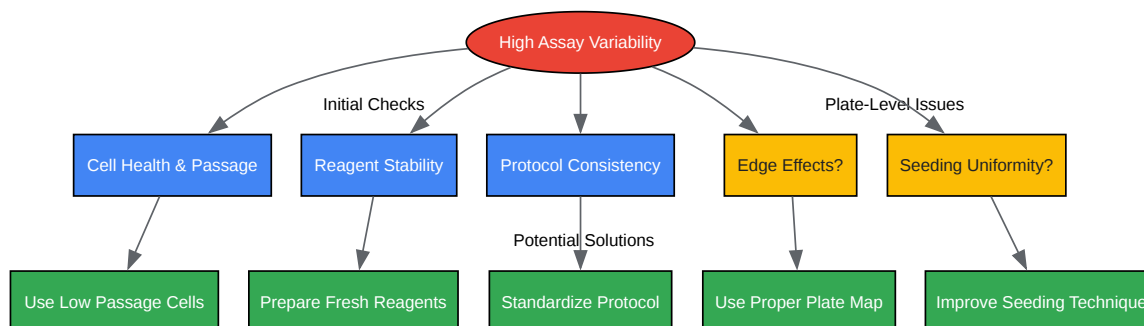 High Assay Variability
Initial Checks
Plate-Level Issues
Cell Health & Passage
Reagent Stability
Protocol Consistency
Edge Effects?
Seeding Uniformity?
Potential Solutions
Use Low Passage Cells
Prepare Fresh Reagents
Standardize Protocol
Use Proper Plate Map
Improve Seeding Technique